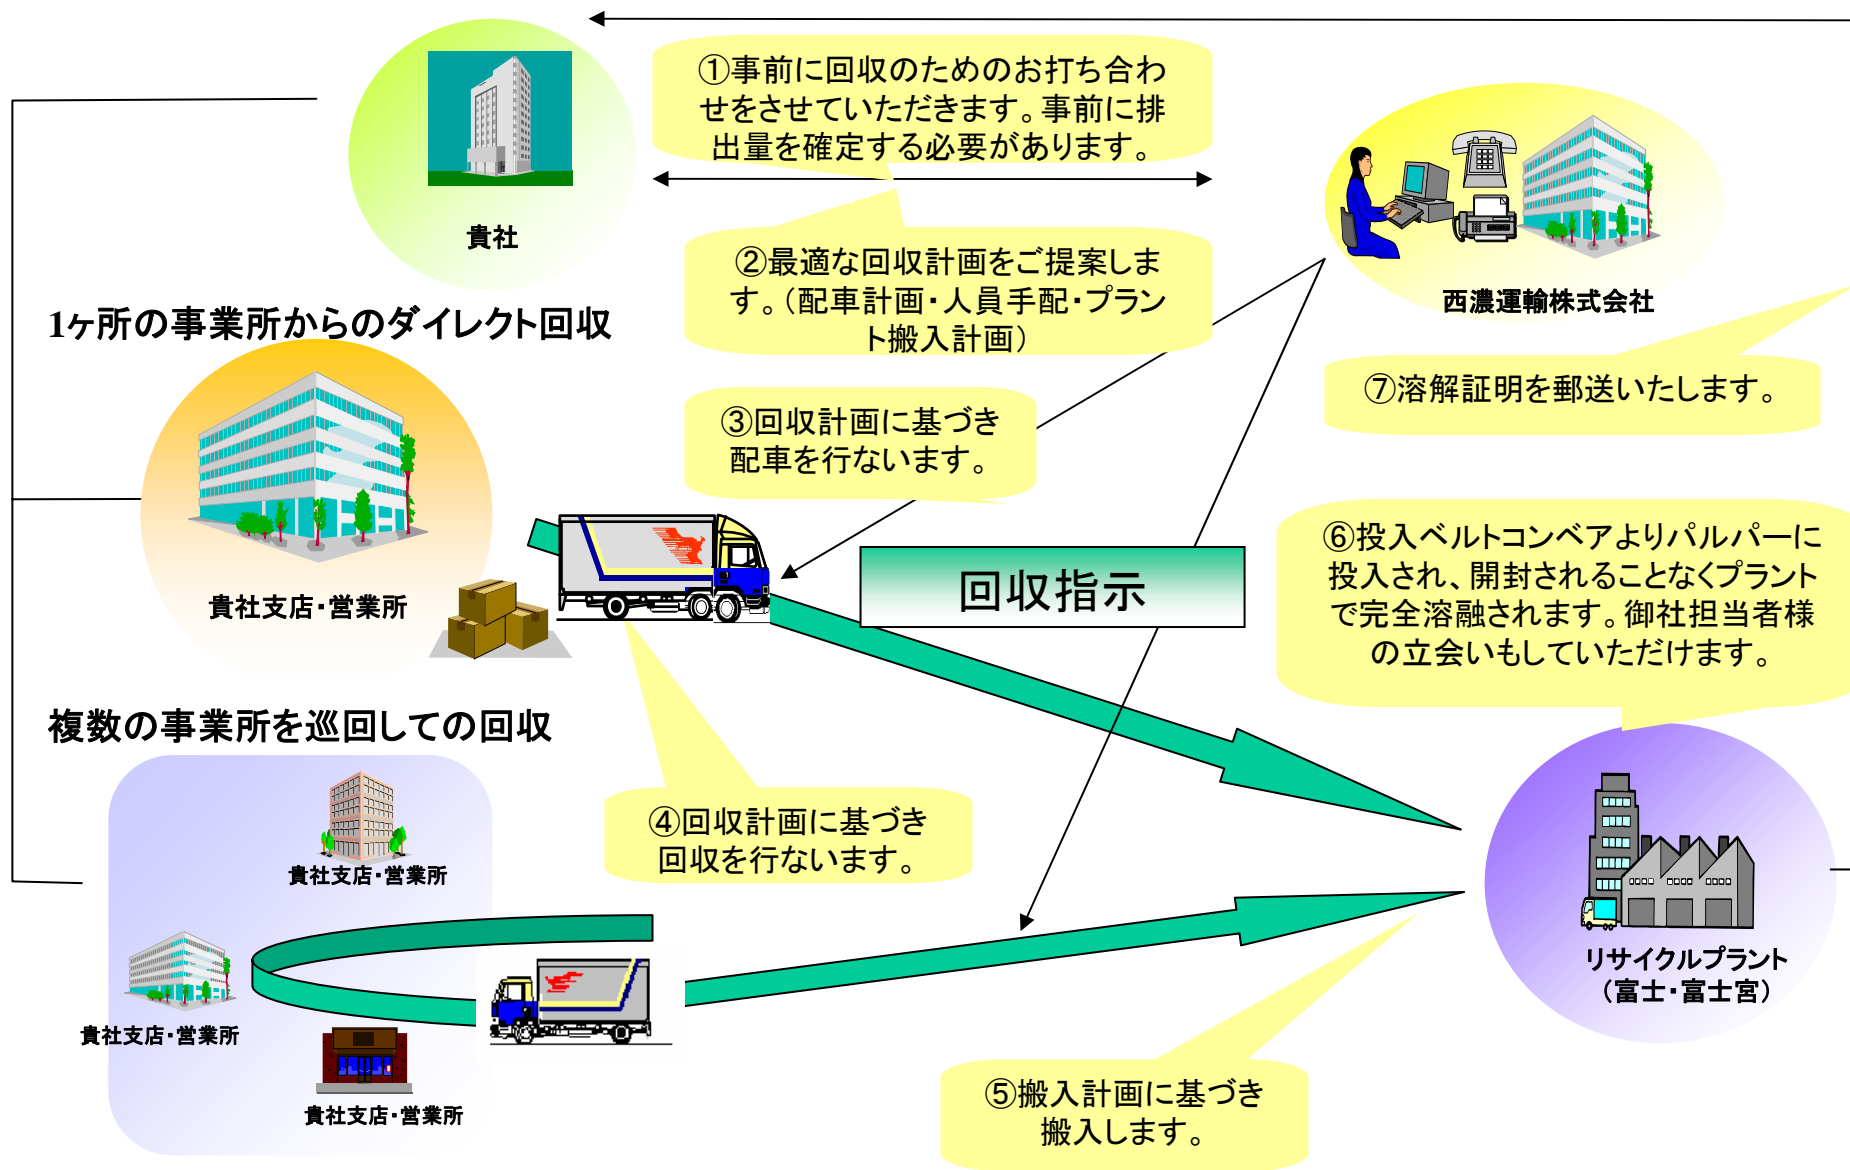 ①事前に回収のためのお打ち合わ
せをさせていただきます。事前に排
出量を確定する必要があります。
貴社
②最適な回収計画をご提案しま
す。（配車計画・人員手配・プラン
ト搬入計画）
西濃運輸株式会社
1ヶ所の事業所からのダイレクト回収
⑦溶解証明を郵送いたします。
③回収計画に基づき
配車を行ないます。
貴社支店・営業所
回収指示
⑥投入ベルトコンベアよりパルパーに
投入され、開封されることなくプラント
で完全溶融されます。御社担当者様
の立会いもしていただけます。
複数の事業所を巡回しての回収
④回収計画に基づき
回収を行ないます。
貴社支店・営業所
貴社支店・営業所
貴社支店・営業所
リサイクルプラント
（富士・富士宮）
⑤搬入計画に基づき
搬入します。